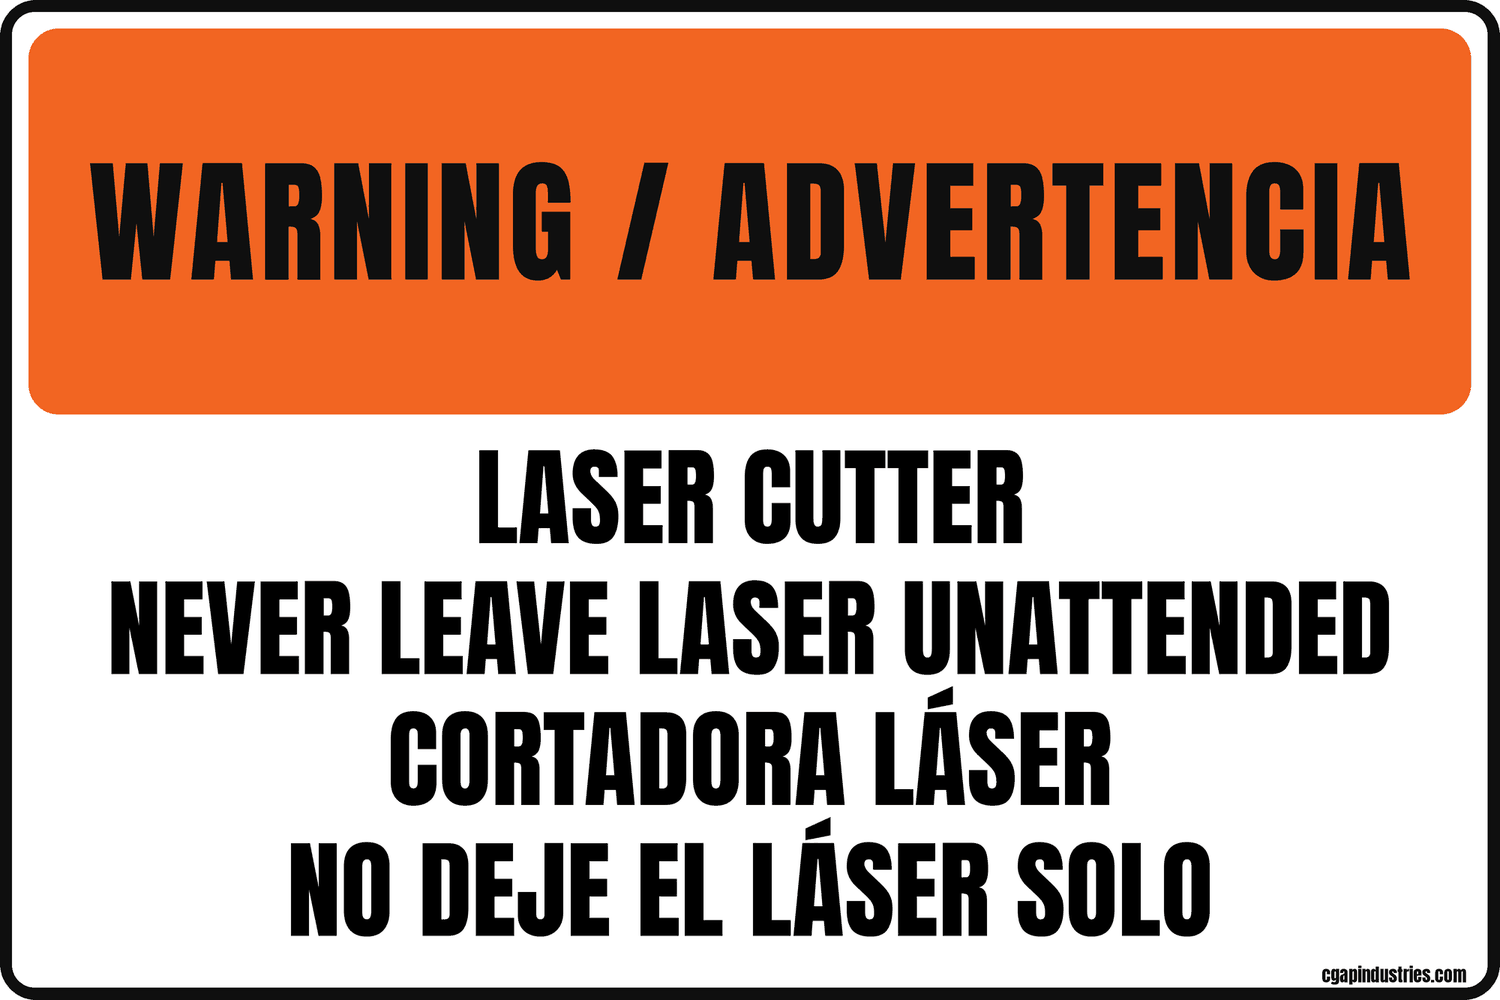 WARNING / ADVERTENCIA
LASER CUTTER
NEVER LEAVE LASER UNATTENDED
CORTADORA LÁSER
NO DEJE EL LÁSER SOLO
cgapindustries.com